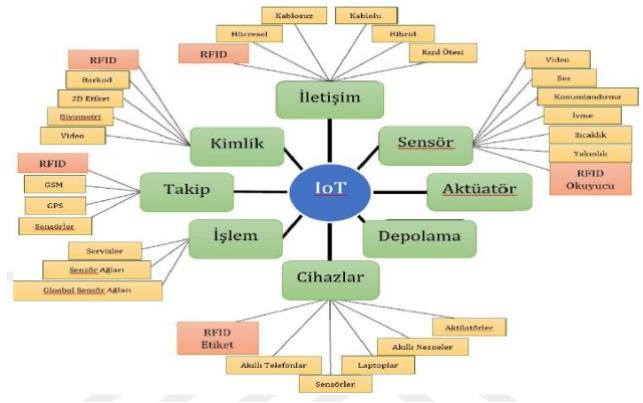 Kablosuz
Kablolu
Hücresel
Hibrid
RFID
Kızıl Ötesi
İletişim
RFID
Barkod
2D Etiket
Biyometri
Video
Kimlik
Video
Ses
Konumlandırma
İvme
Sıcaklık
Yakınlık
RFID
Okuyucu
Sensör
RFID
GSM
GPS
Sensörler
Takip
IoT
Aktüatör
İşlem
Depolama
Servisler
Sensör Ağları
Gloabol Sensör Ağları
Cihazlar
RFID
Etiket
Akıllı Telefonlar
Sensörler
Laptoplar
Akıllı Nesneler
Aktüatörler